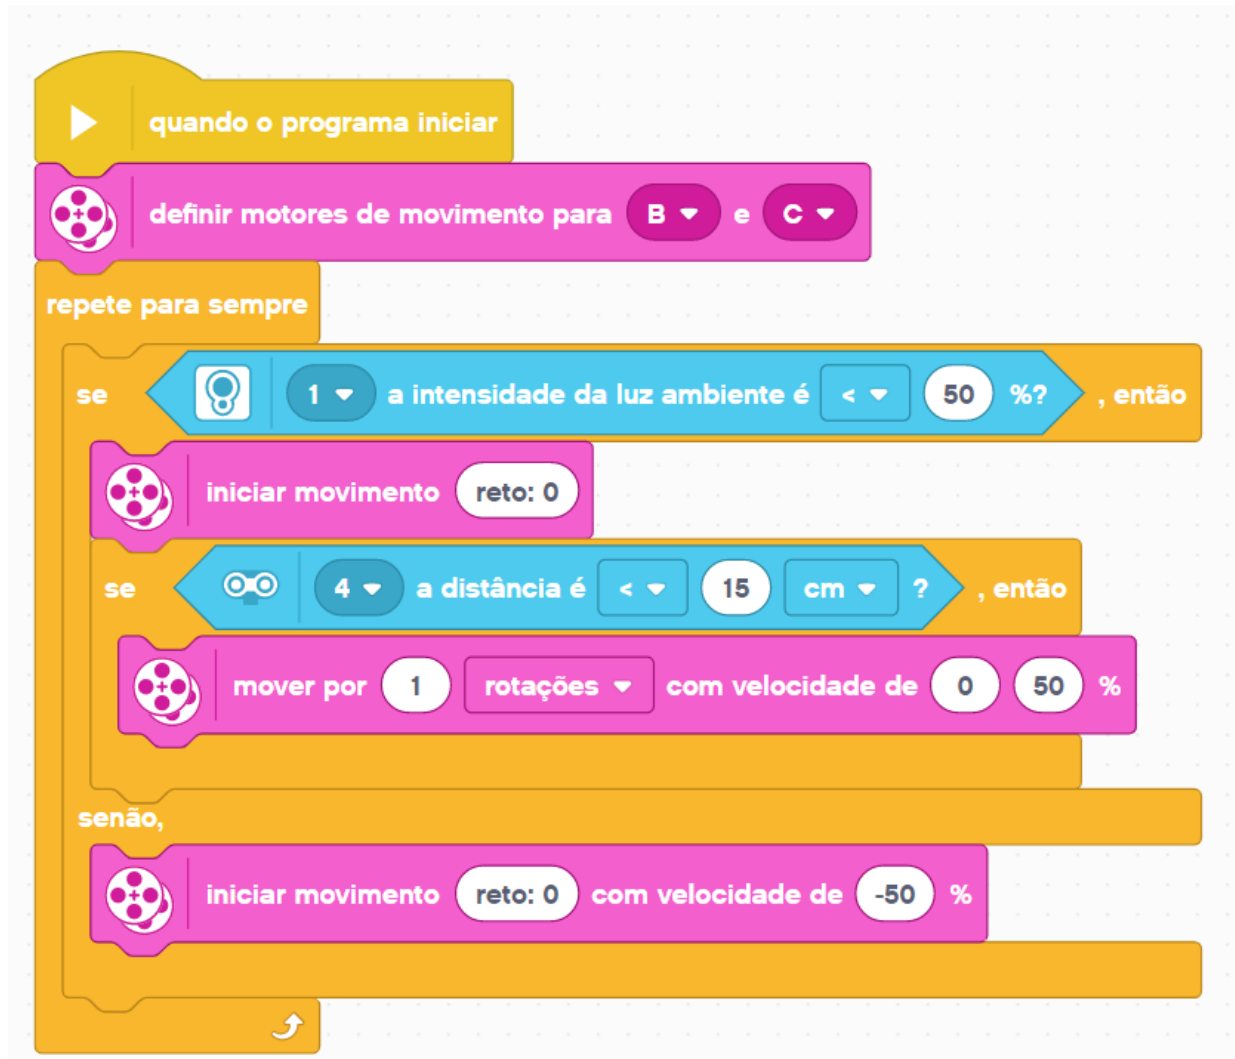 quando o programa iniciar
definir motores de movimento para B e C
repete para sempre
se 1 a intensidade da luz ambiente é < 50 %? , então
iniciar movimento reto: 0
se 4 a distância é < 15 cm ? , então
mover por 1 rotações com velocidade de 0 50 %
senão,
iniciar movimento reto: 0 com velocidade de -50 %